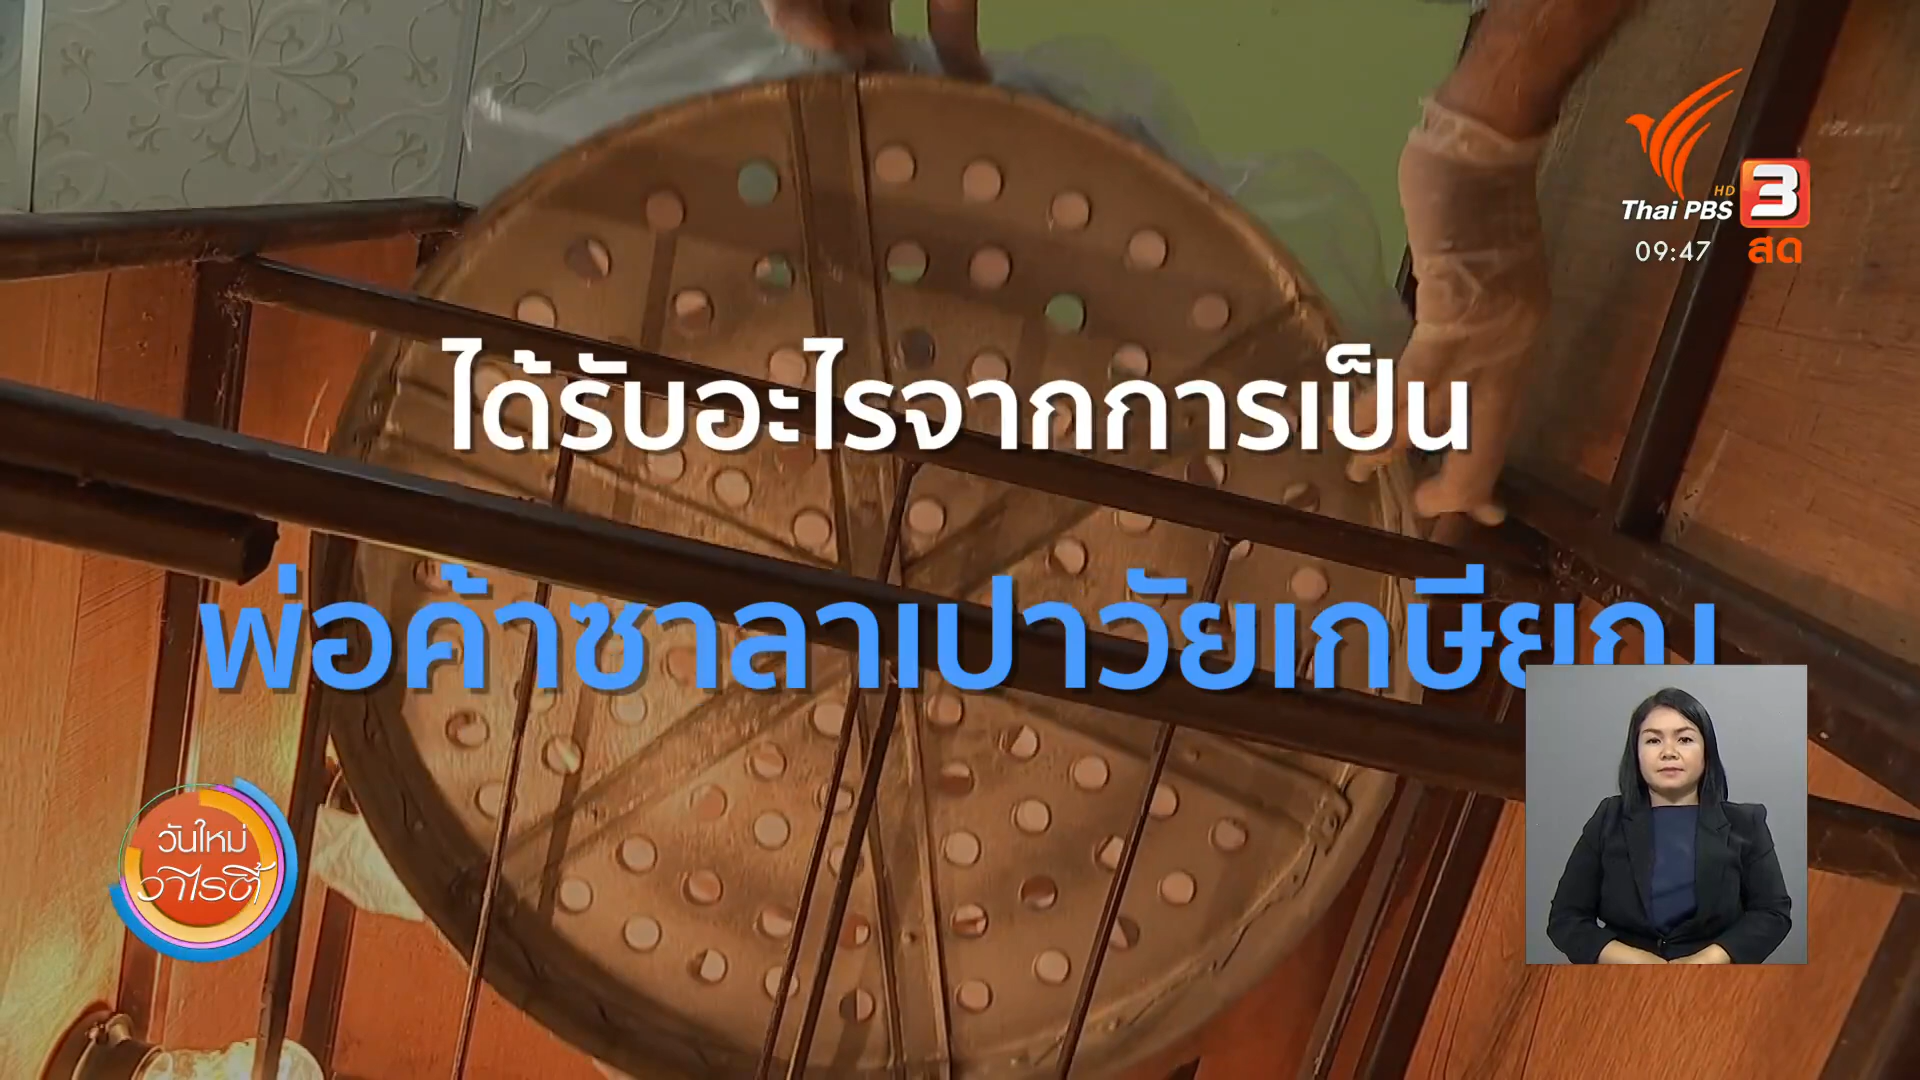 HD
Thai PBS 3
09:47 สด
ได้รับอะไรจากการเป็น
พ่อค้าซาลาเปาวัยเกษียณ
วันใหม่
วาไรตี้